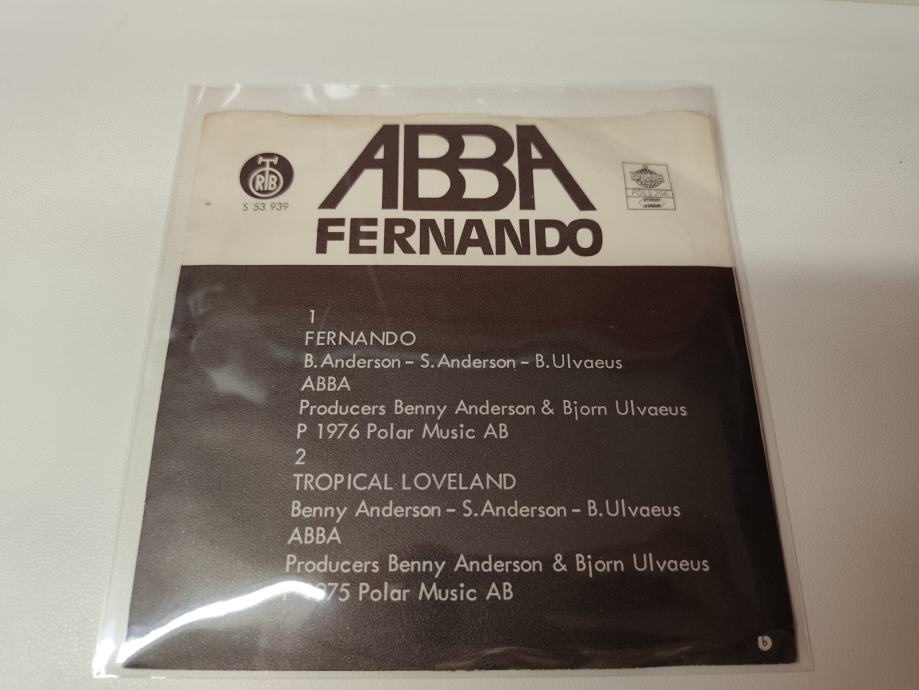 ABBA
FERNANDO
RTB
S 53 939
1
FERNANDO
B. Anderson – S. Anderson – B. Ulvaeus
ABBA
Producers Benny Anderson & Bjorn Ulvaeus
P 1976 Polar Music AB
2
TROPICAL LOVELAND
Benny Anderson – S. Anderson – B. Ulvaeus
ABBA
Producers Benny Anderson & Bjorn Ulvaeus
P 1975 Polar Music AB
b